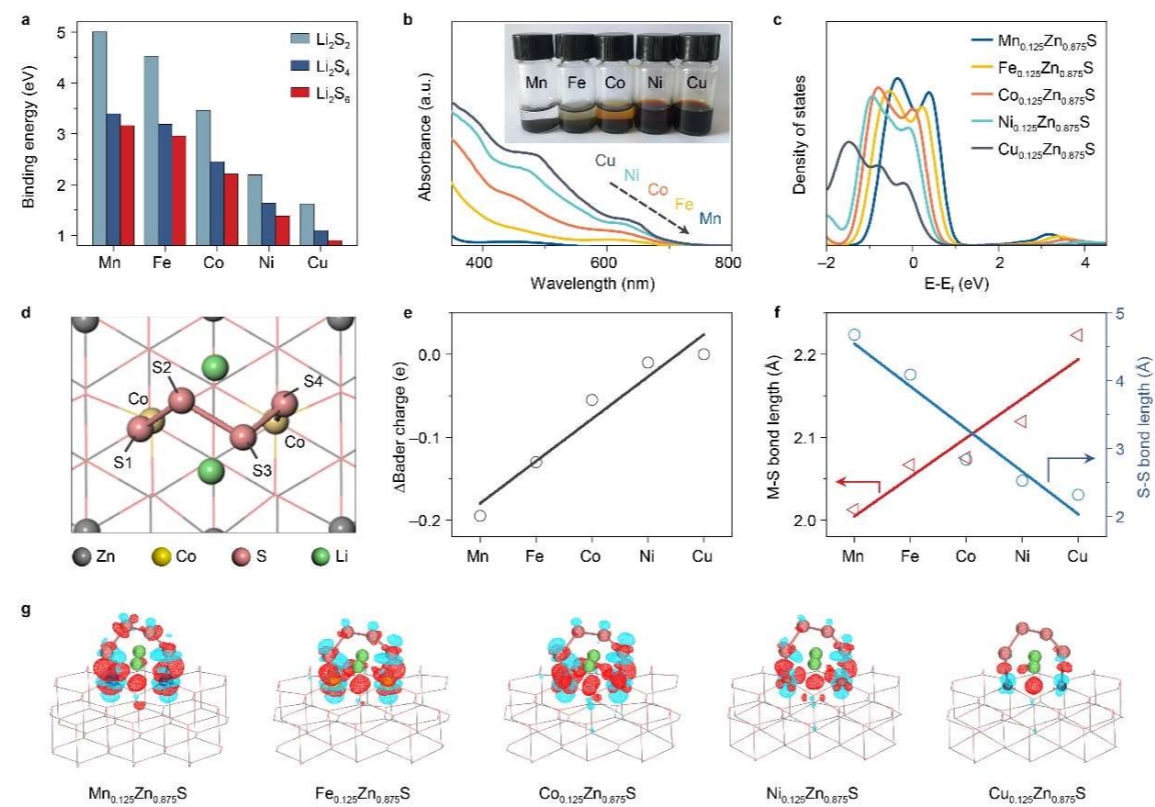 a
5
4
3
2
1
Binding energy (eV)
Li₂S₂
Li₂S₄
Li₂S₆
Mn Fe Co Ni Cu
b
Absorbance (a.u.)
Mn Fe Co Ni Cu
Cu
Ni
Co
Fe
Mn
400 600 800
Wavelength (nm)
c
Density of states
Mn₀.₁₂₅Zn₀.₈₇₅S
Fe₀.₁₂₅Zn₀.₈₇₅S
Co₀.₁₂₅Zn₀.₈₇₅S
Ni₀.₁₂₅Zn₀.₈₇₅S
Cu₀.₁₂₅Zn₀.₈₇₅S
−2 0 2 4
E-Ef (eV)
d
S2
S4
Co
Co
S1
S3
Zn Co S Li
e
0.0
−0.1
−0.2
ΔBader charge (e)
Mn Fe Co Ni Cu
f
2.2
2.1
2.0
M-S bond length (Å)
5
4
3
2
S-S bond length (Å)
Mn Fe Co Ni Cu
g
Mn₀.₁₂₅Zn₀.₈₇₅S Fe₀.₁₂₅Zn₀.₈₇₅S Co₀.₁₂₅Zn₀.₈₇₅S Ni₀.₁₂₅Zn₀.₈₇₅S Cu₀.₁₂₅Zn₀.₈₇₅S